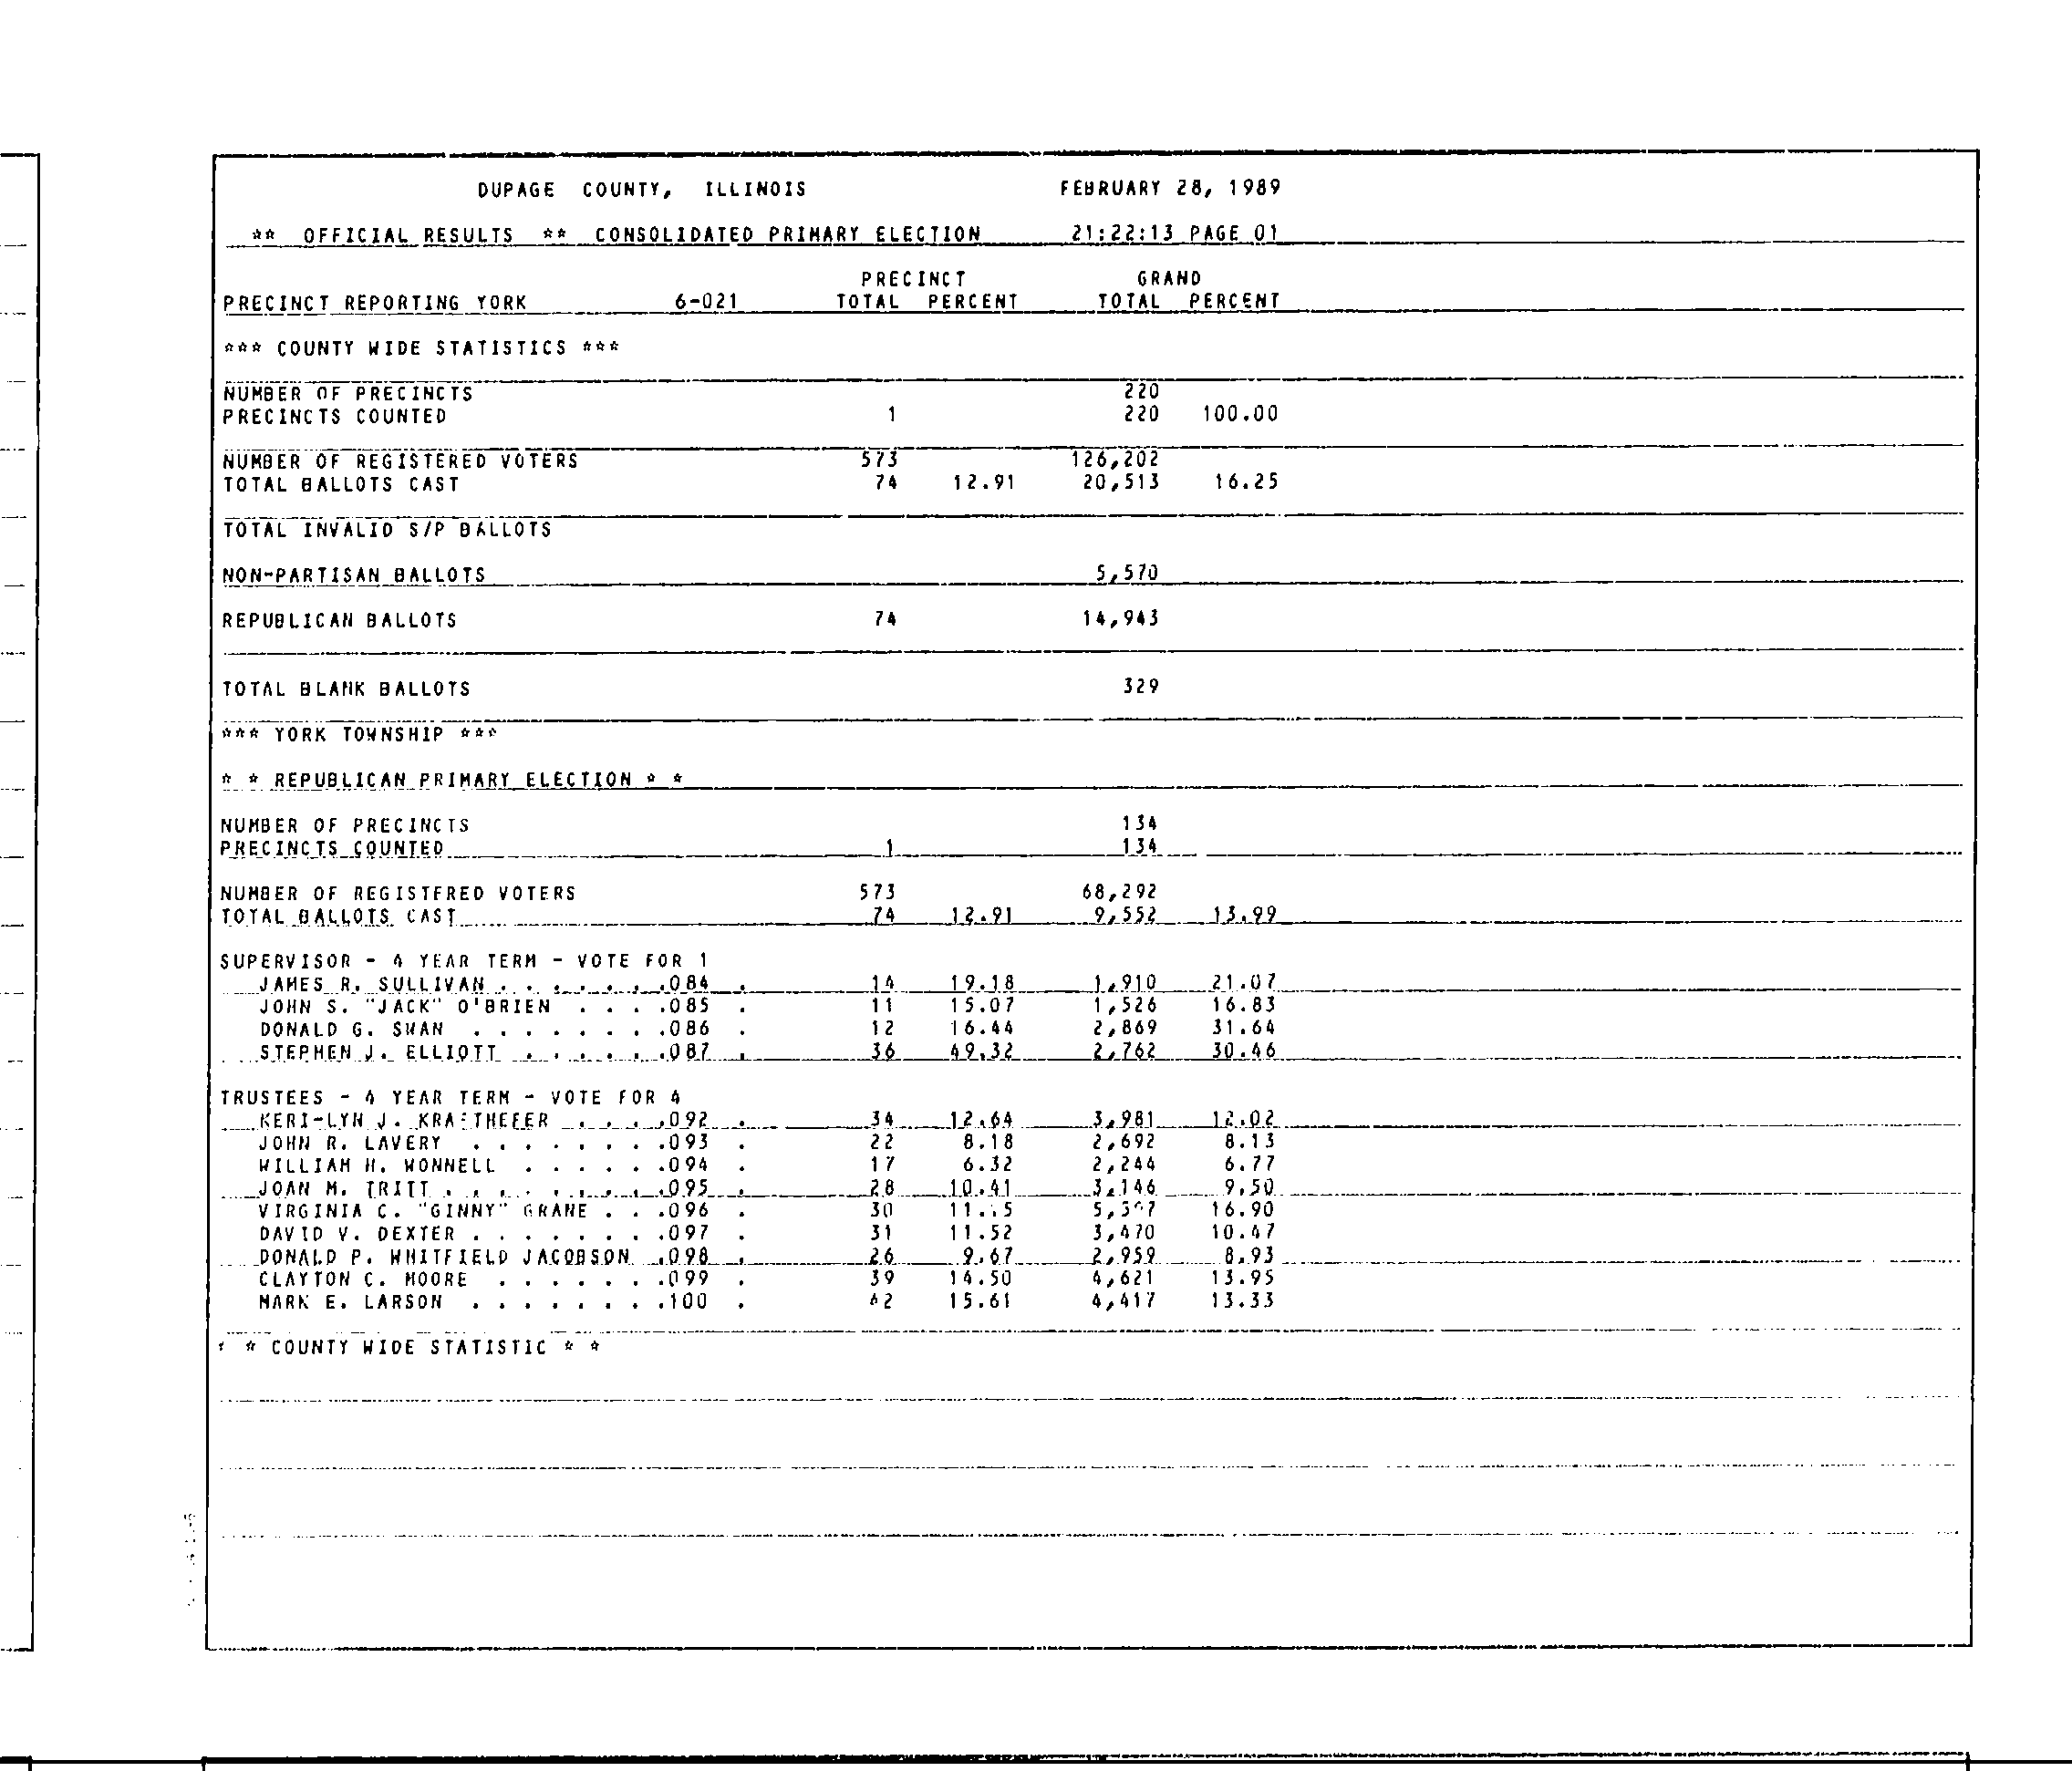 DUPAGE COUNTY, ILLINOIS FEBRUARY 28, 1989
** OFFICIAL RESULTS ** CONSOLIDATED PRIMARY ELECTION 21:22:13 PAGE 01
PRECINCT GRAND
PRECINCT REPORTING YORK 6-021 TOTAL PERCENT TOTAL PERCENT
*** COUNTY WIDE STATISTICS ***
NUMBER OF PRECINCTS 220
PRECINCTS COUNTED 1 220 100.00
NUMBER OF REGISTERED VOTERS 573 126,202
TOTAL BALLOTS CAST 74 12.91 20,513 16.25
TOTAL INVALID S/P BALLOTS
NON-PARTISAN BALLOTS 5,570
REPUBLICAN BALLOTS 74 14,943
TOTAL BLANK BALLOTS 329
*** YORK TOWNSHIP ***
* * REPUBLICAN PRIMARY ELECTION * *
NUMBER OF PRECINCTS 134
PRECINCTS COUNTED 1 134
NUMBER OF REGISTERED VOTERS 573 68,292
TOTAL BALLOTS CAST 74 12.91 9,552 13.99
SUPERVISOR - 4 YEAR TERM - VOTE FOR 1
JAMES R. SULLIVAN . . . . . . .084 . 14 19.18 1,910 21.07
JOHN S. "JACK" O'BRIEN . . . .085 . 11 15.07 1,526 16.83
DONALD G. SWAN . . . . . . . .086 . 12 16.44 2,869 31.64
STEPHEN J. ELLIOTT . . . . . .087 . 36 49.32 2,762 30.46
TRUSTEES - 4 YEAR TERM - VOTE FOR 4
KERI-LYN J. . . . .092 . 34 12.64 3,981 12.02
JOHN R. LAVERY . . . . . . . .093 . 22 8.18 2,692 8.13
WILLIAM H. WONNELL . . . . . .094 . 17 6.32 2,244 6.77
JOAN M. TRITT . . . . . . . . .095 . 28 10.41 3,146 9.50
VIRGINIA C. "GINNY" GRANE . . .096 . 30 16.90
DAVID V. DEXTER . . . . . . . .097 . 31 11.52 3,470 10.47
DONALD P. WHITFIELD JACOBSON .098 . 26 9.67 2,959 8.93
CLAYTON C. MOORE . . . . . . .099 . 39 14.50 4,621 13.95
MARK E. LARSON . . . . . . . .100 . 42 15.61 4,417 13.33
* * COUNTY WIDE STATISTIC * *